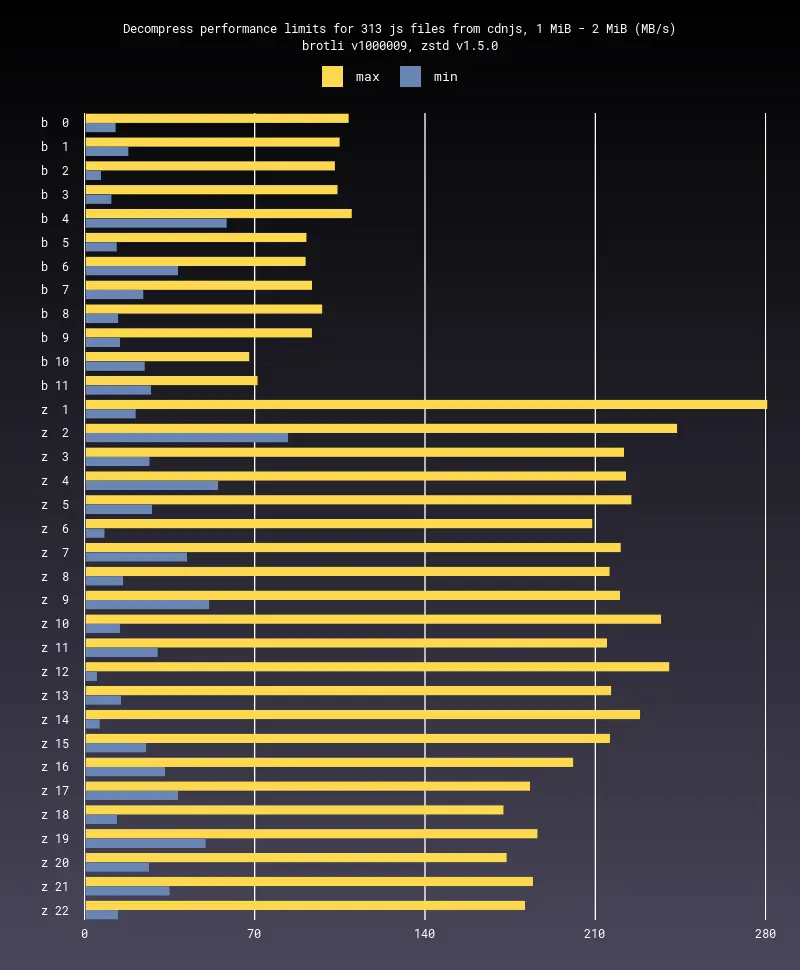 Decompress performance limits for 313 js files from cdnjs, 1 MiB - 2 MiB (MB/s)
brotli v1000009, zstd v1.5.0
max min
b 0
b 1
b 2
b 3
b 4
b 5
b 6
b 7
b 8
b 9
b 10
b 11
z 1
z 2
z 3
z 4
z 5
z 6
z 7
z 8
z 9
z 10
z 11
z 12
z 13
z 14
z 15
z 16
z 17
z 18
z 19
z 20
z 21
z 22
0 70 140 210 280